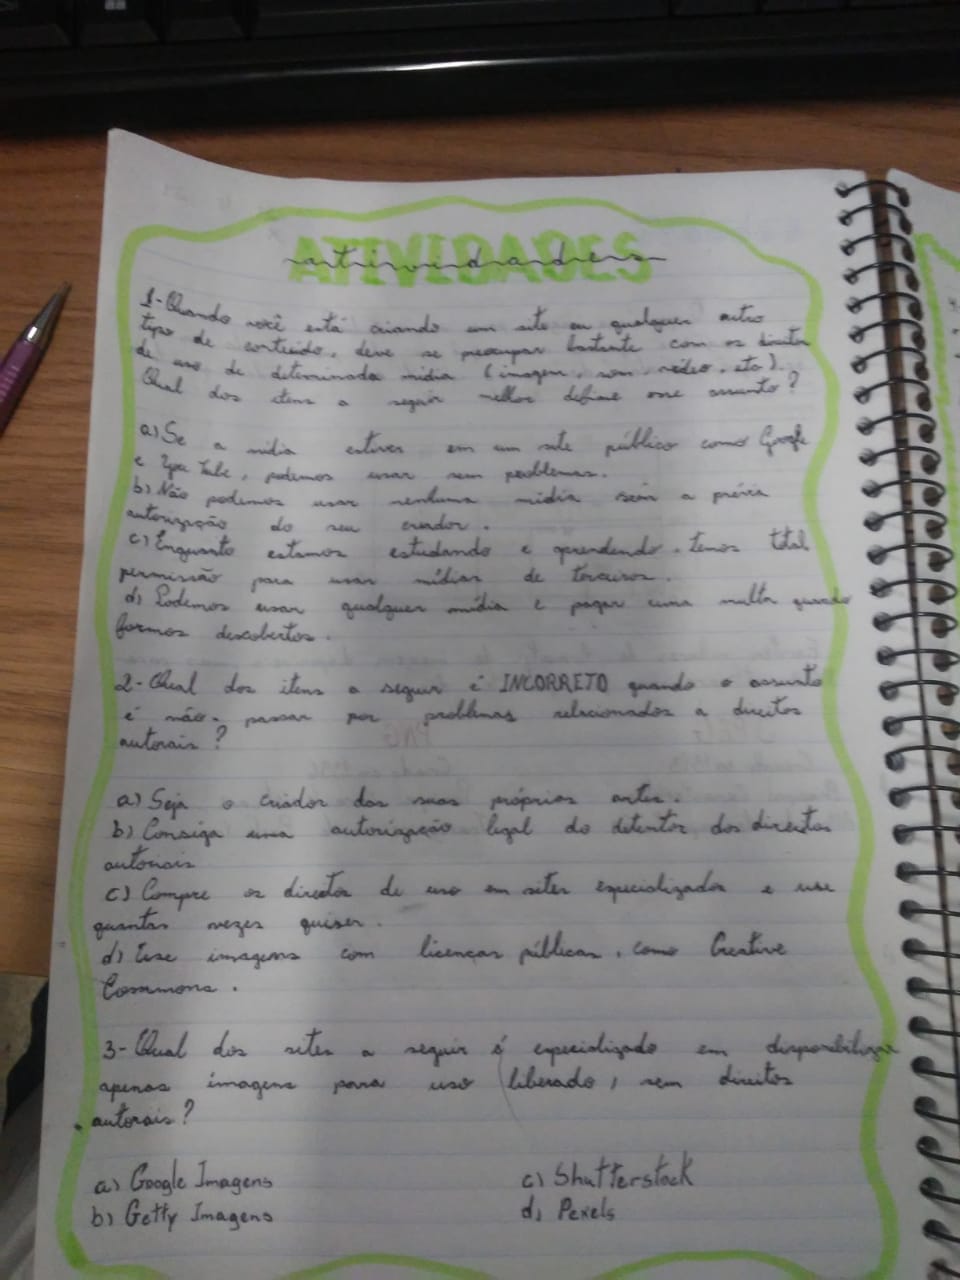 ATIVIDADES
atividades
1-Quando você está criando um site ou qualquer outro
tipo de conteúdo, deve se preocupar bastante com os direitos
de uso de determinada mídia (imagem, som, vídeo, etc).
Qual dos itens a seguir melhor define esse assunto?
a) Se a mídia estiver em um site público como Google
e You Tube, podemos usar sem problemas.
b) Não podemos usar nenhuma mídia sem a prévia
autorização do seu criador.
c) Enquanto estamos estudando e aprendendo, temos total
permissão para usar mídias de terceiros.
d) Podemos usar qualquer mídia e pagar uma multa quando
formos descobertos.
2-Qual dos itens a seguir é INCORRETO quando o assunto
é não passar por problemas relacionados a direitos
autorais?
a) Seja o criador das suas próprias artes.
b) Consiga uma autorização legal do detentor dos direitos
autorais
c) Compre os direitos de uso em sites especializados e use
quantas vezes quiser.
d) Use imagens com licenças públicas, como Creative
Commons.
3-Qual dos sites a seguir é especializado em disponibilizar
apenas imagens para uso liberado, sem direitos
autorais?
a) Google Imagens
b) Getty Imagens
c) Shutterstock
d) Pexels